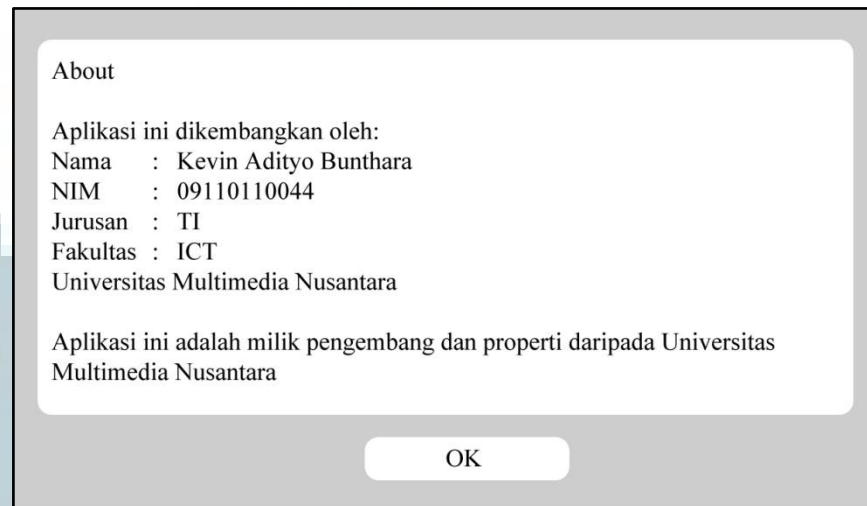 About
Aplikasi ini dikembangkan oleh:
Nama : Kevin Adityo Bunthara
NIM : 09110110044
Jurusan : TI
Fakultas : ICT
Universitas Multimedia Nusantara
Aplikasi ini adalah milik pengembang dan properti daripada Universitas
Multimedia Nusantara
OK